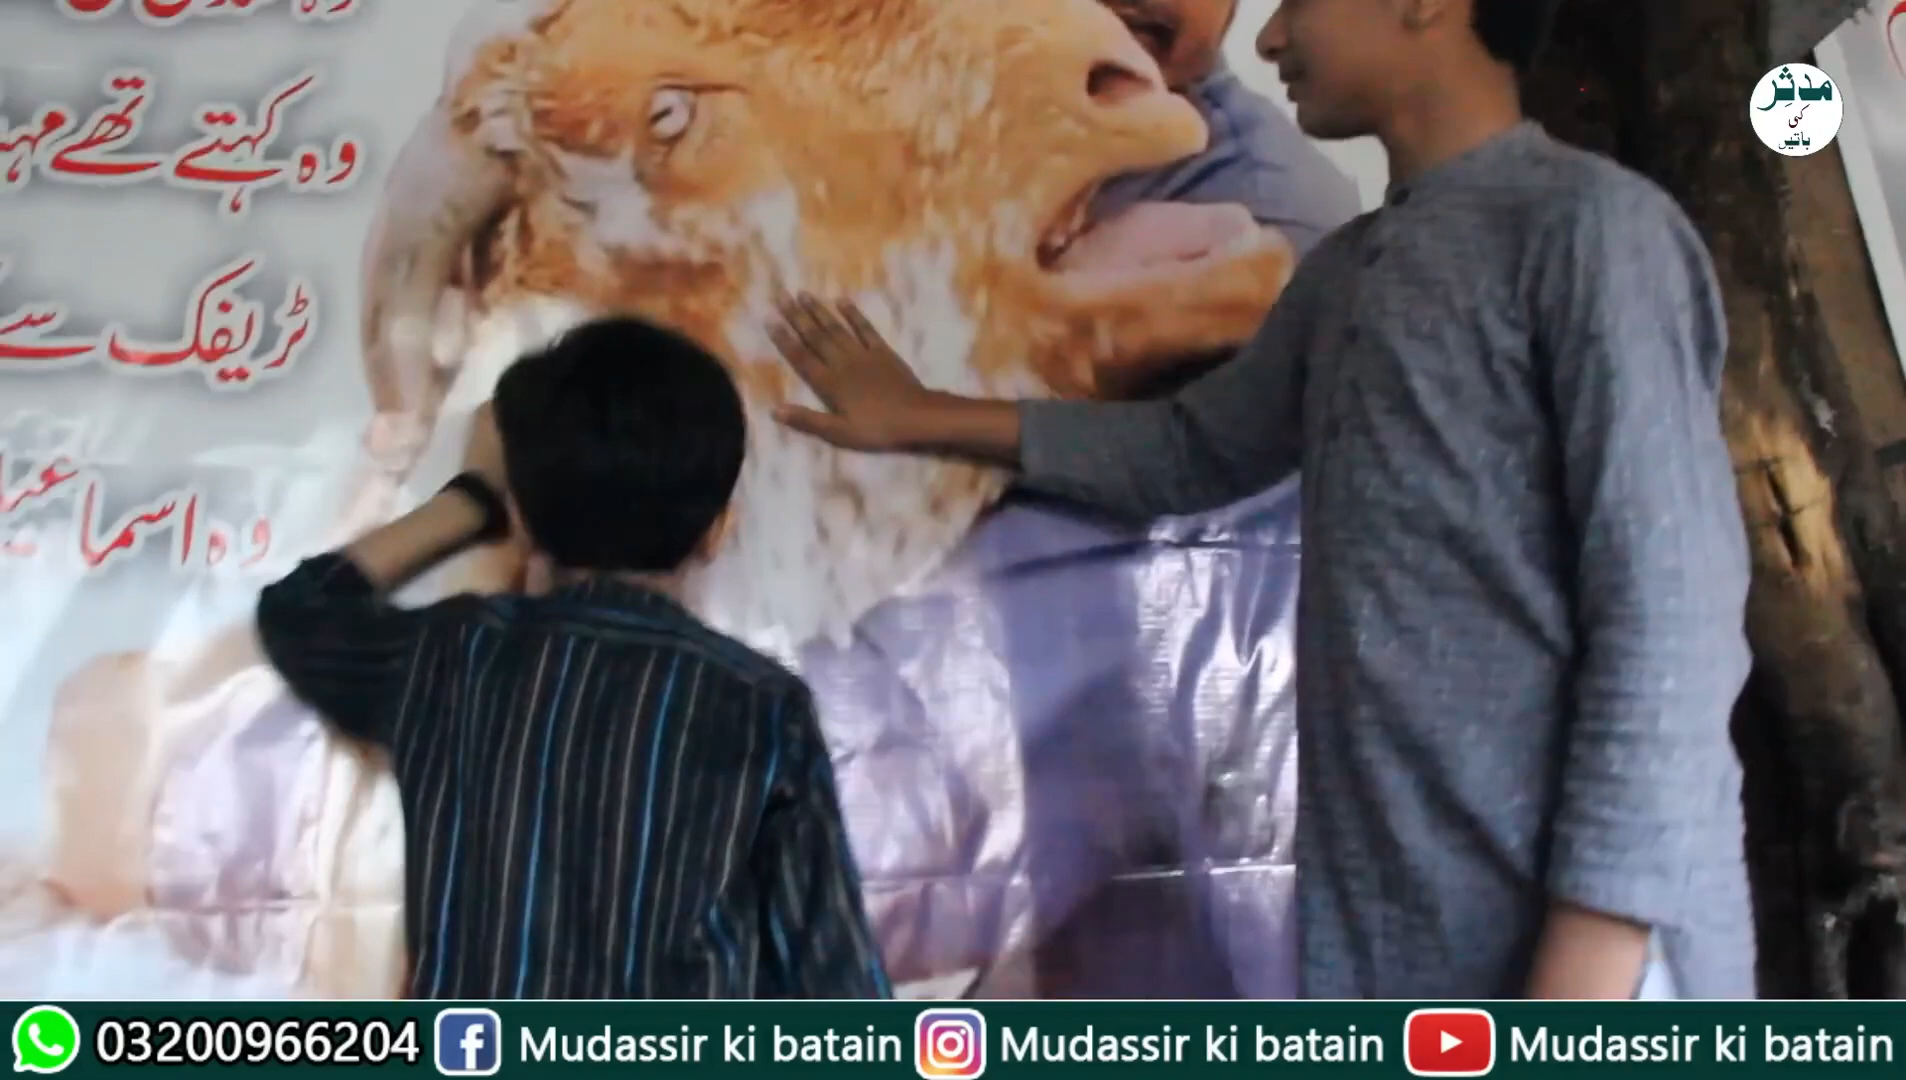 وہ کہتے تھے
ٹریفک سے
وہ اسما
مدثر
کی
باتیں
03200966204 Mudassir ki batain Mudassir ki batain Mudassir ki batain